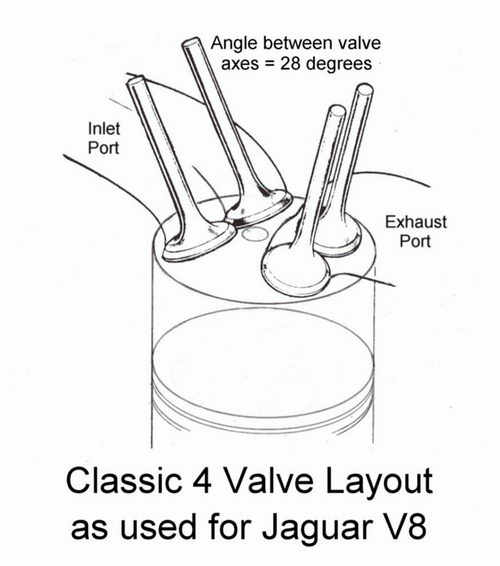 Angle between valve
axes = 28 degrees
Inlet
Port
Exhaust
Port
Classic 4 Valve Layout
as used for Jaguar V8